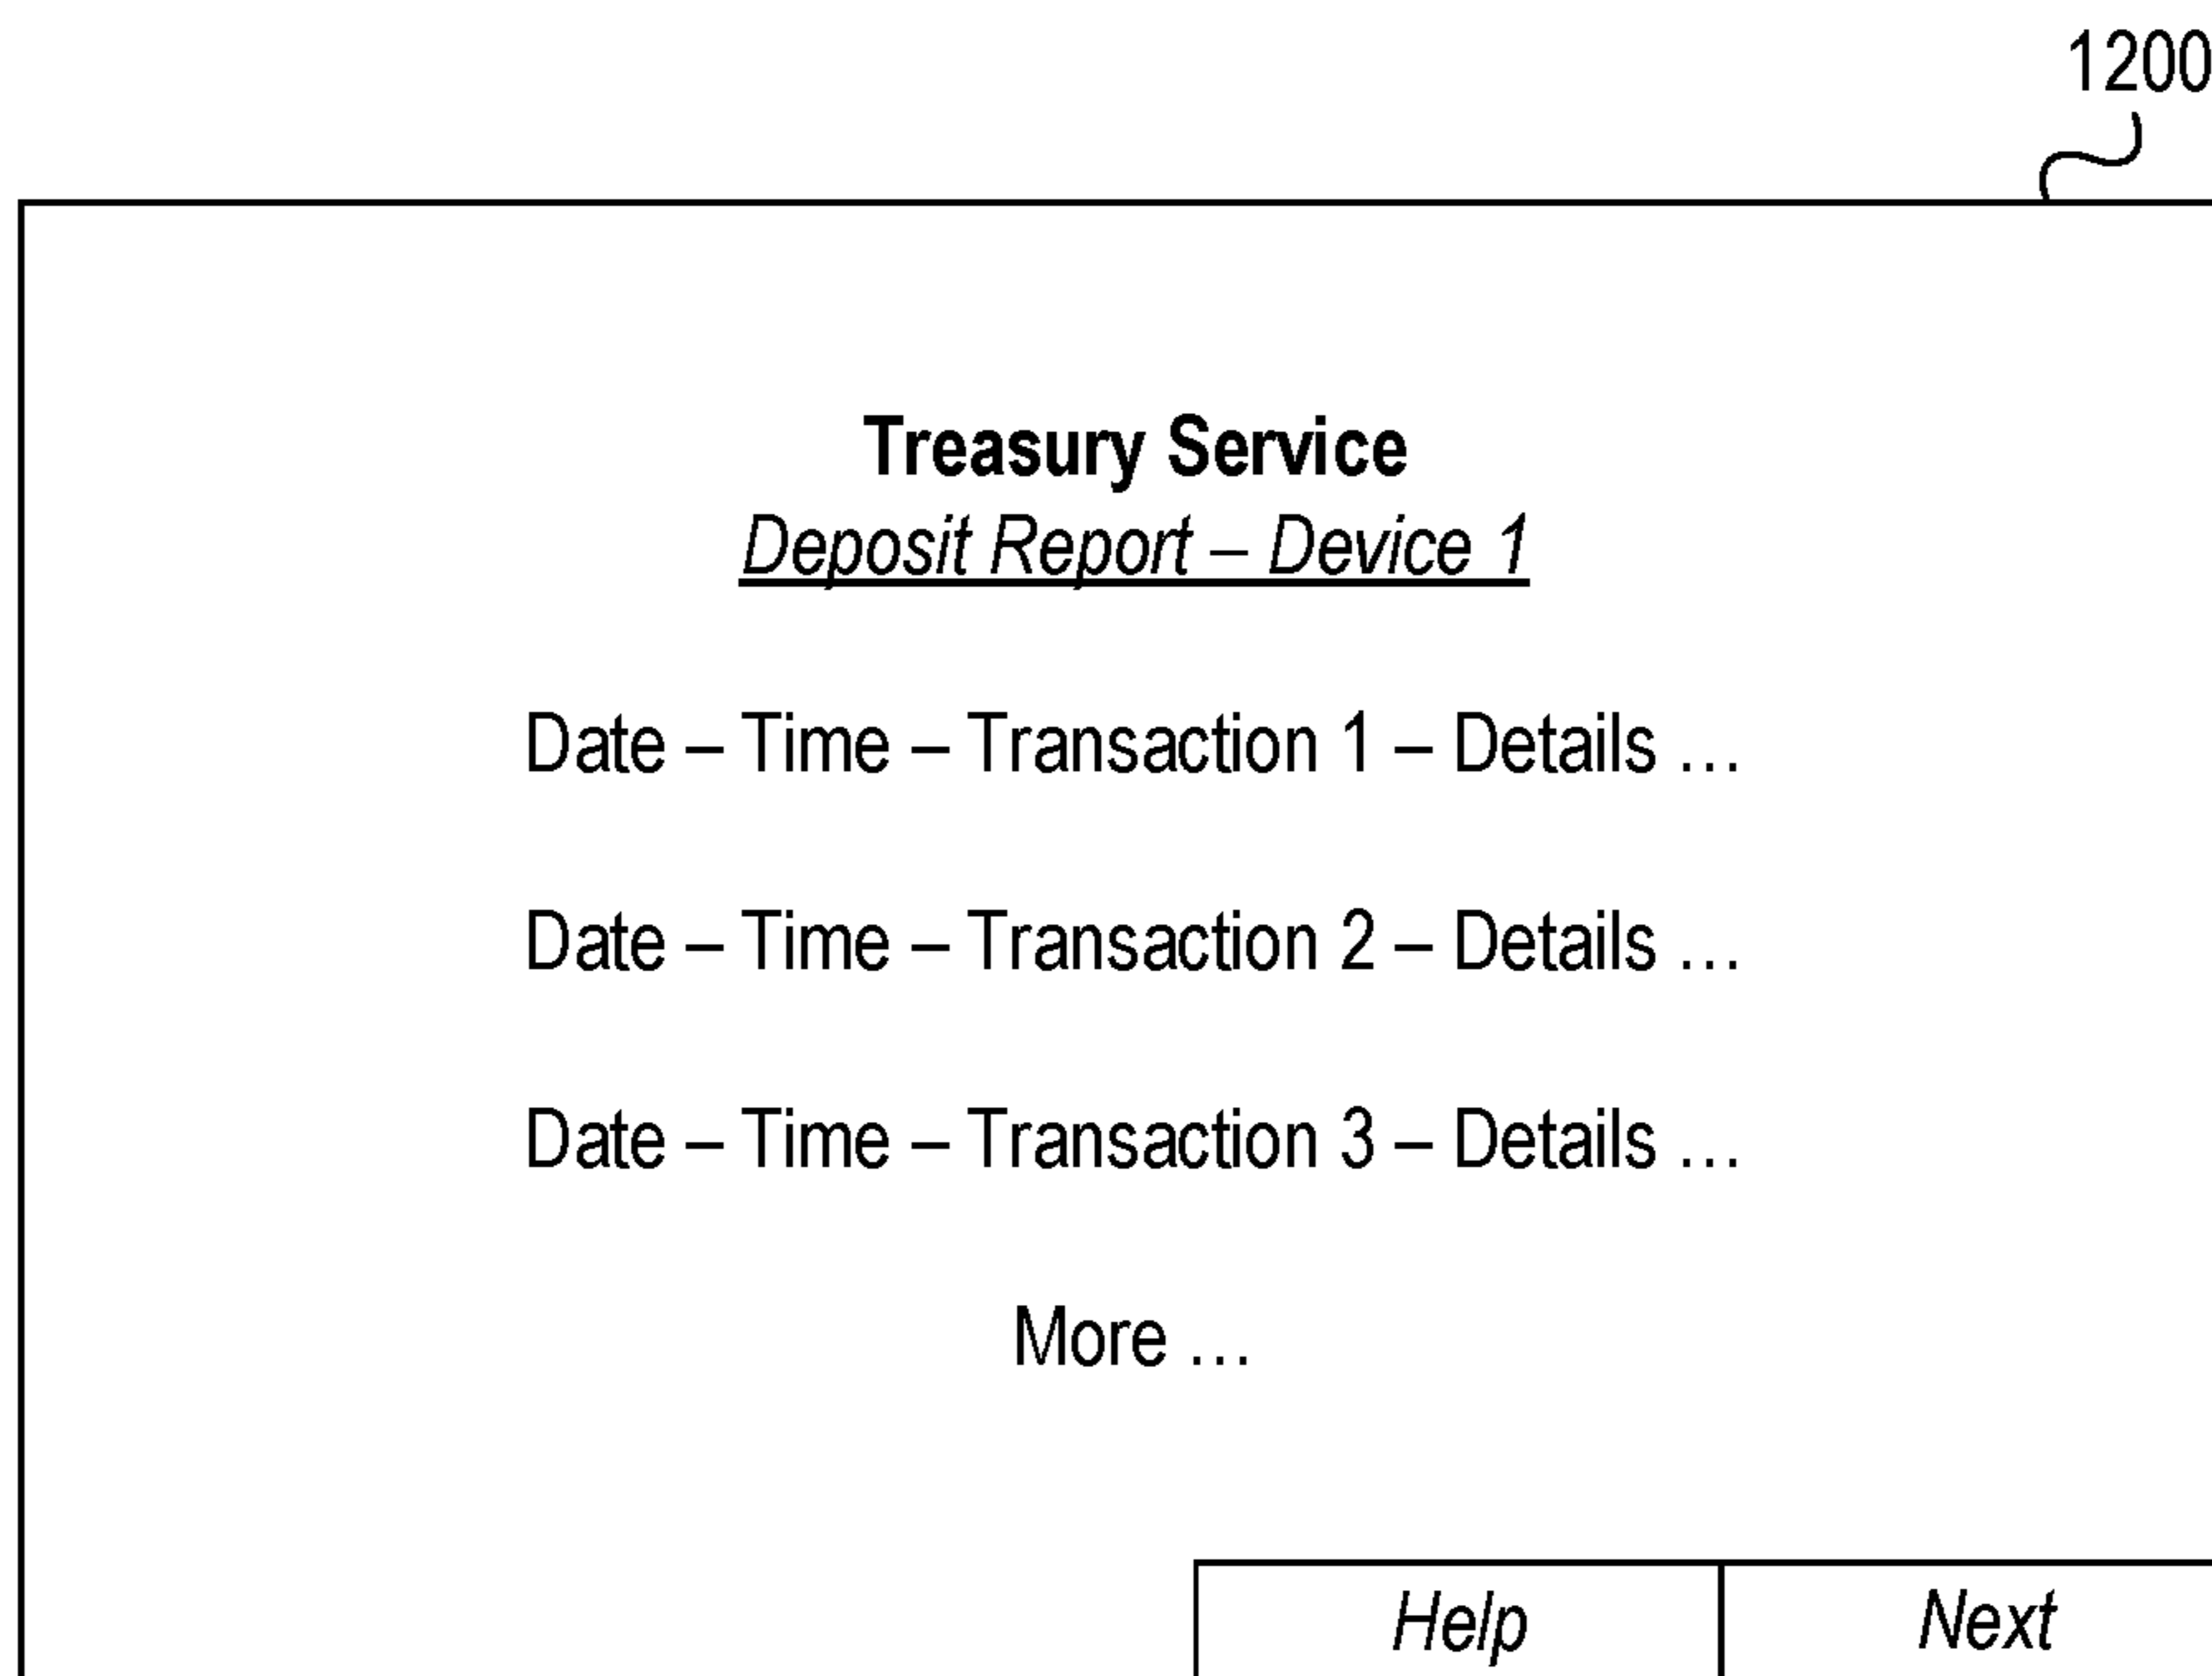 1200
Treasury Service
Deposit Report – Device 1
Date – Time – Transaction 1 – Details ...
Date – Time – Transaction 2 – Details ...
Date – Time – Transaction 3 – Details ...
More ...
Help Next